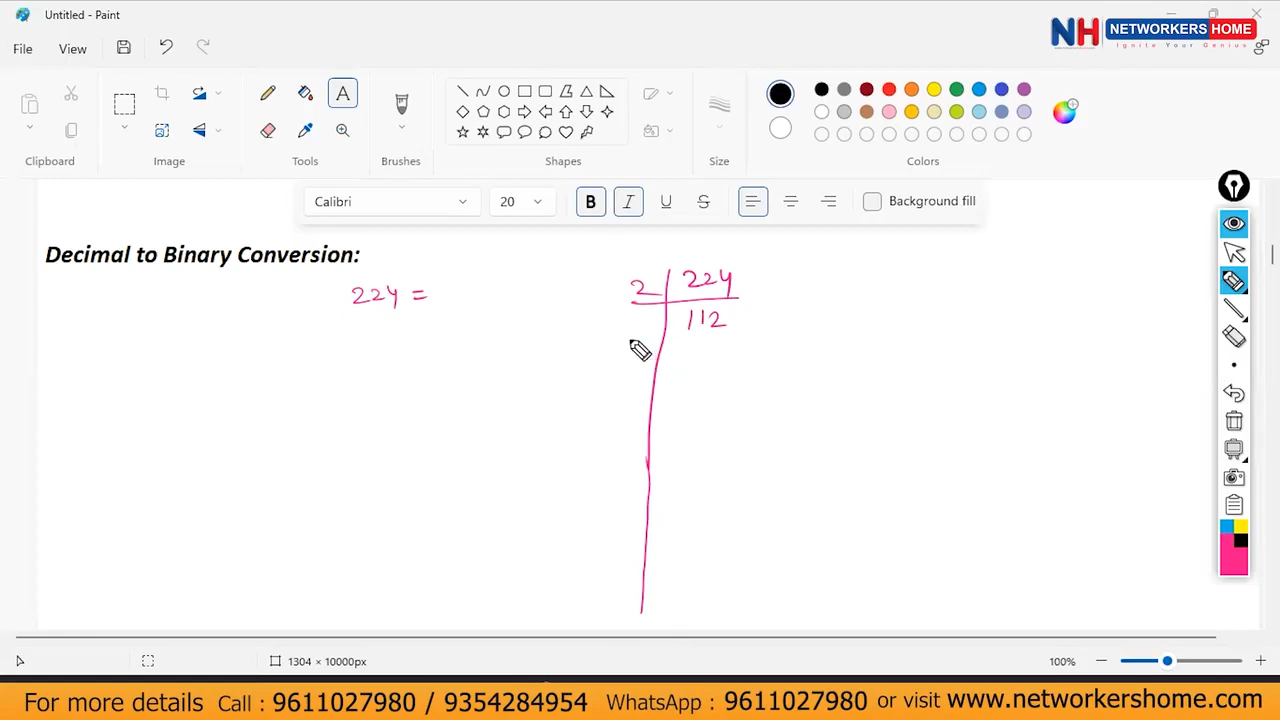 Untitled - Paint
NH NETWORKERS HOME
Ignite Your Genius
File View
A
Clipboard Image Tools Brushes Shapes Size Colors
Calibri 20 B I U S Background fill
Decimal to Binary Conversion:
224 =
2 224
112
1304 × 10000px 100%
For more details Call : 9611027980 / 9354284954 WhatsApp : 9611027980 or visit www.networkershome.com